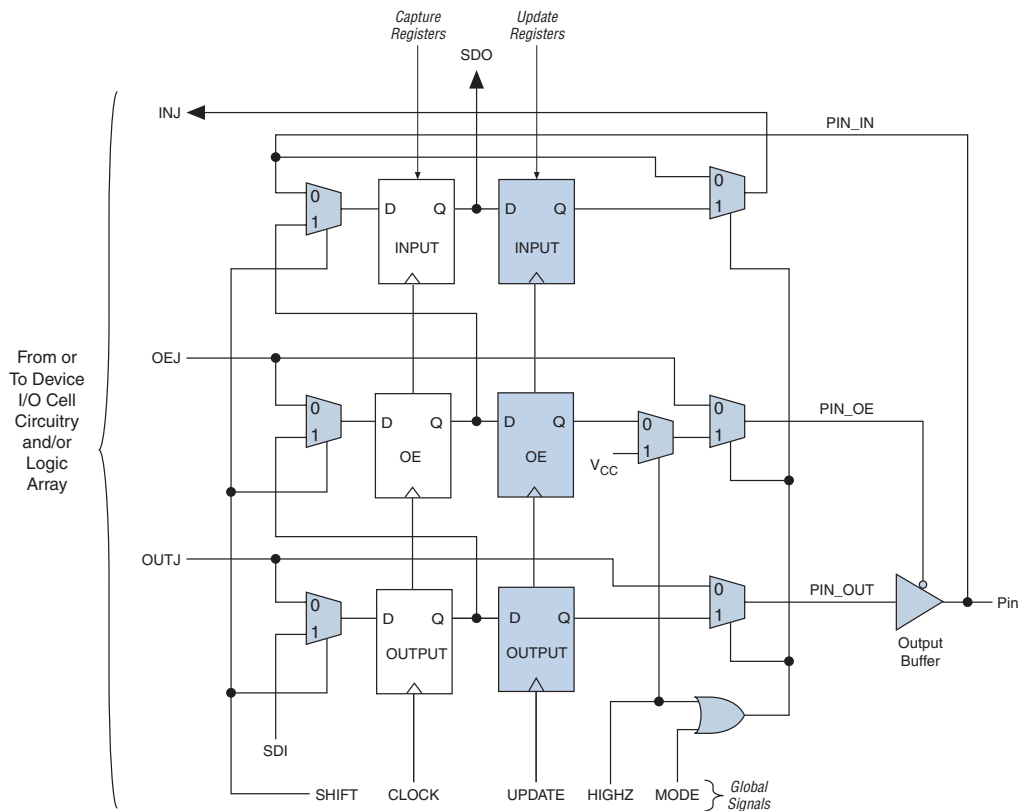 Capture
Registers
Update
Registers
SDO
INJ
PIN_IN
0
1
D Q
INPUT
D Q
INPUT
0
1
From or
To Device
I/O Cell
Circuitry
and/or
Logic
Array
OEJ
0
1
D Q
OE
D Q
OE
0
1
VCC
0
1
PIN_OE
OUTJ
0
1
D Q
OUTPUT
D Q
OUTPUT
0
1
PIN_OUT
Pin
Output
Buffer
SDI
SHIFT
CLOCK
UPDATE
HIGHZ
MODE
Global
Signals